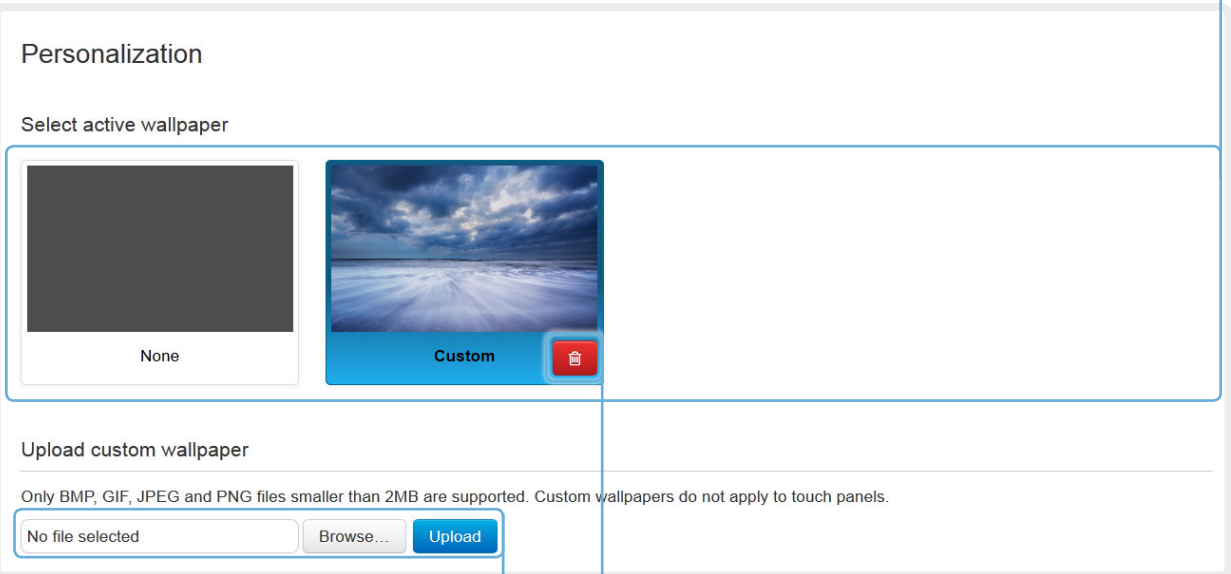 Personalization
Select active wallpaper
None
Custom
Upload custom wallpaper
Only BMP, GIF, JPEG and PNG files smaller than 2MB are supported. Custom wallpapers do not apply to touch panels.
No file selected
Browse...
Upload